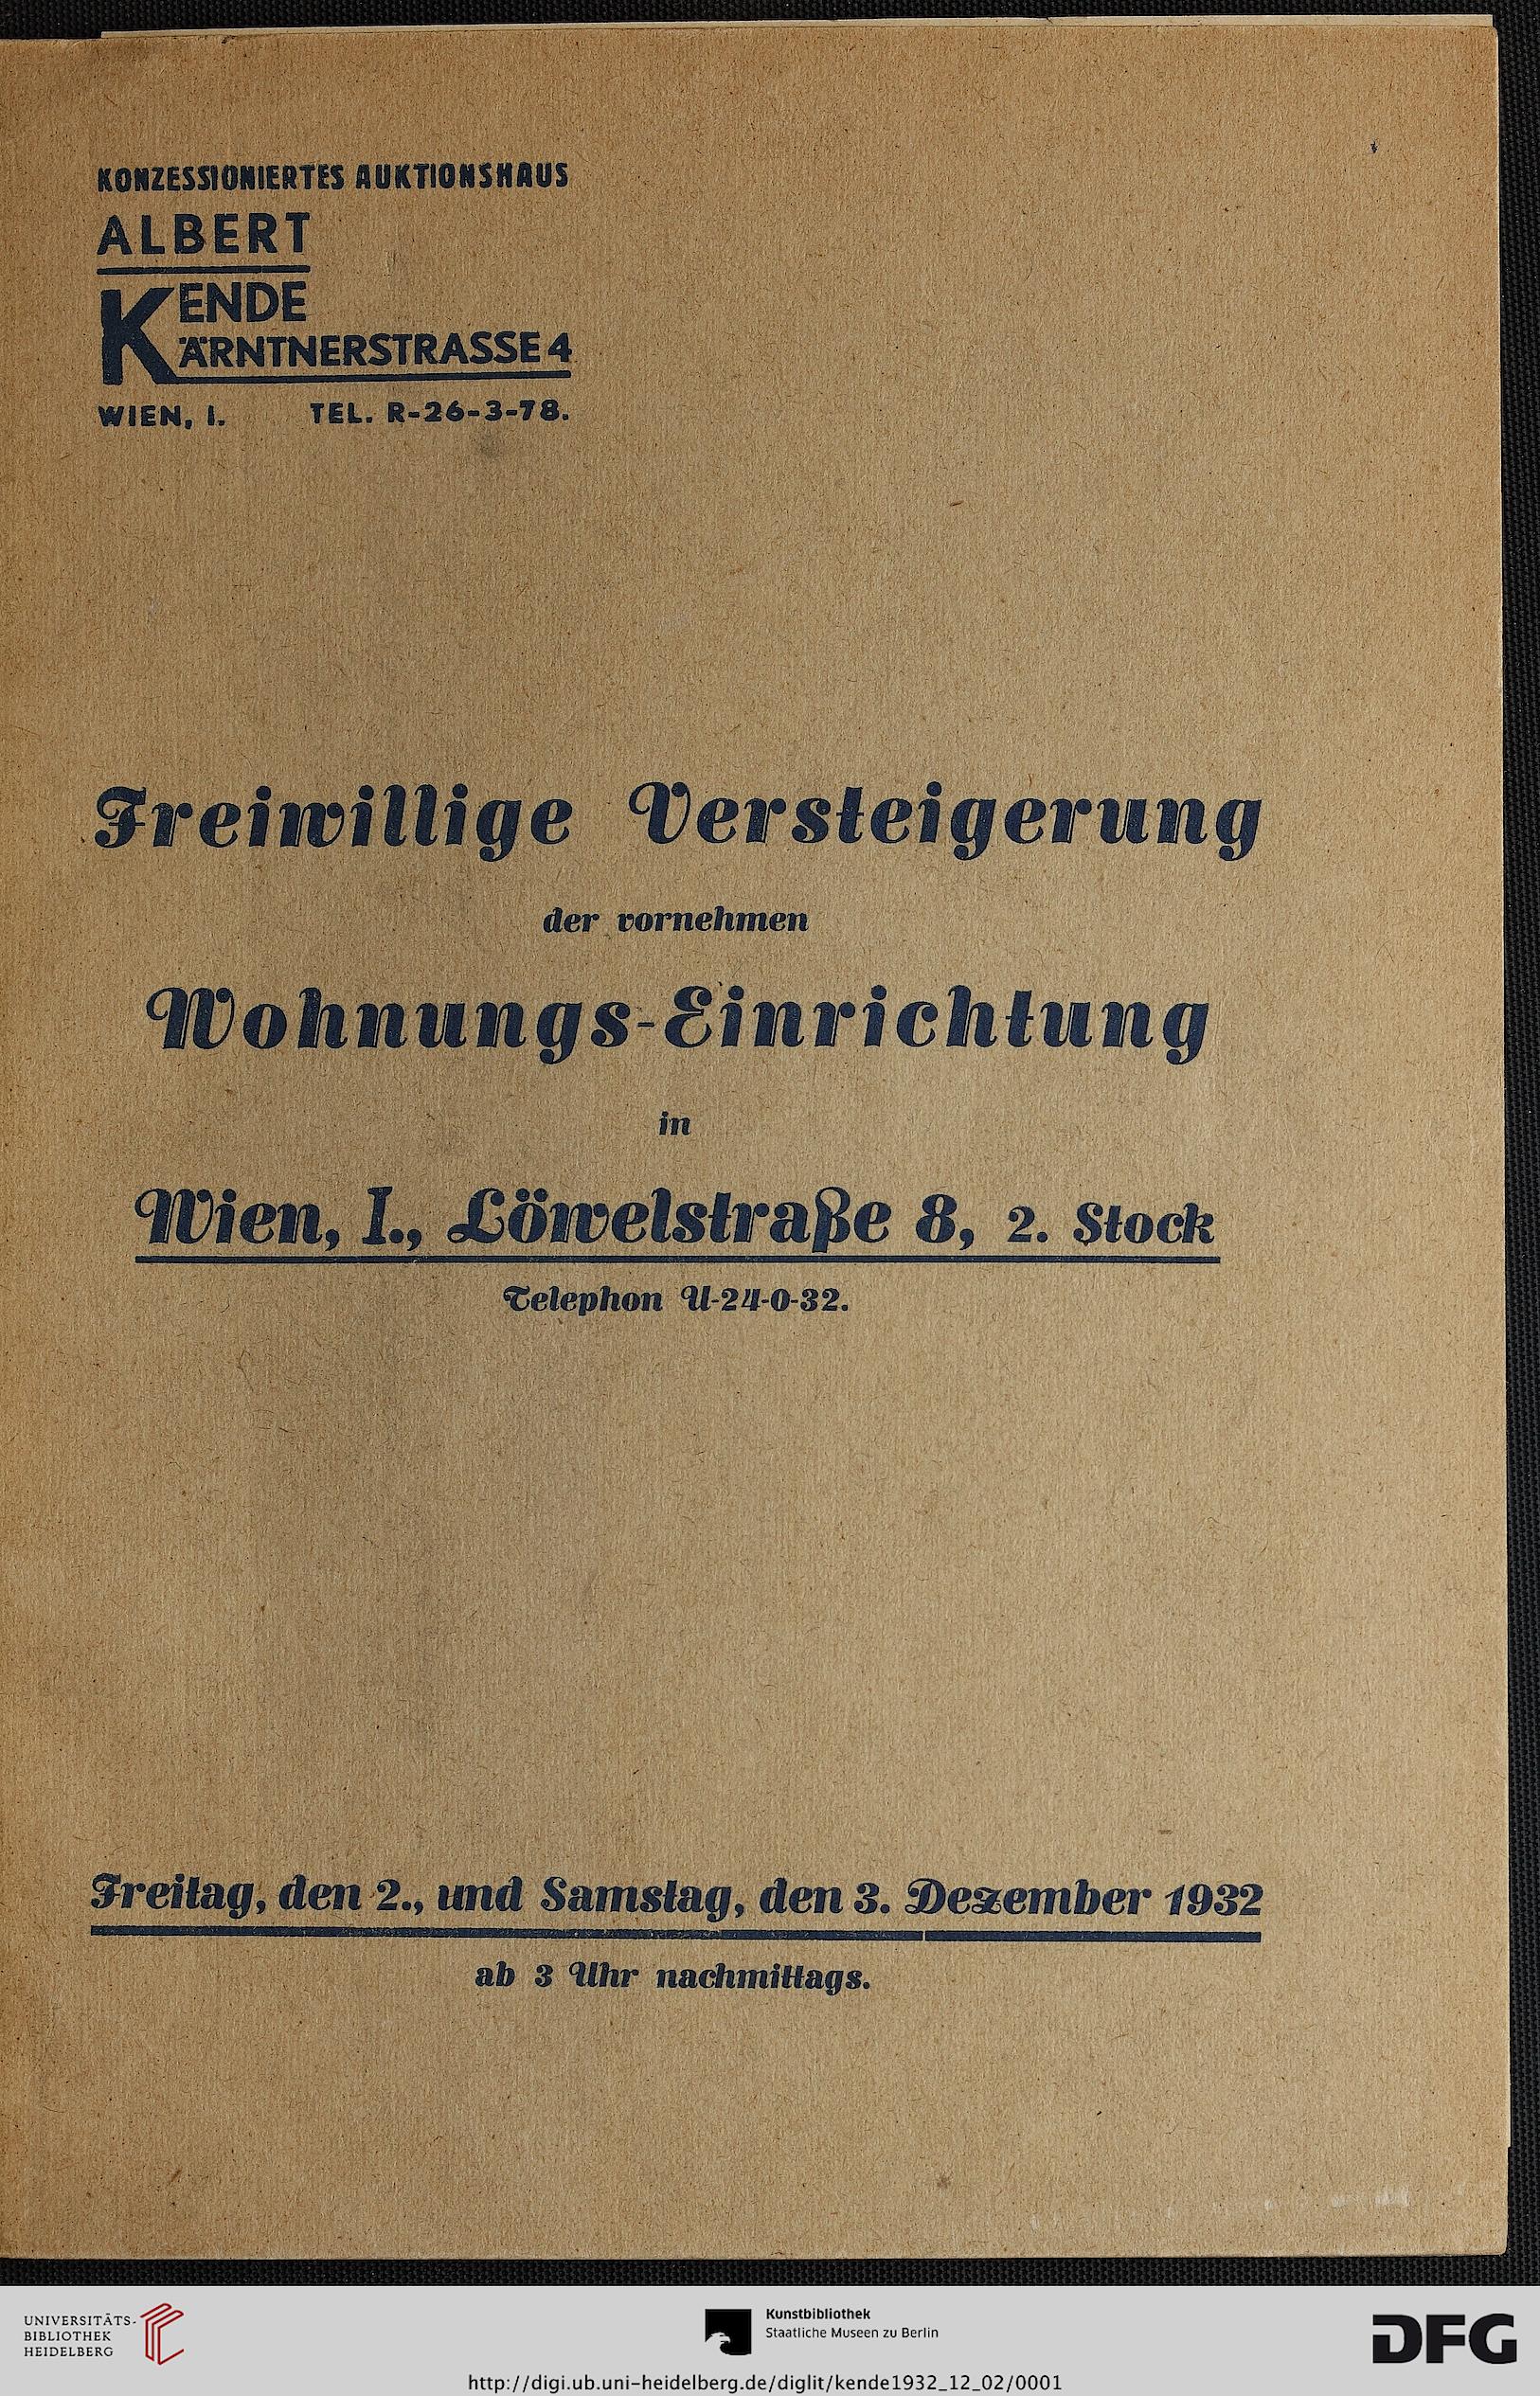 KONZESSIONIERTES AUKTIONSHAUS
ALBERT
KENDE
KÄRNTNERSTRASSE 4
WIEN, I. TEL. R-26-3-78.
Freiwillige Versteigerung
der vornehmen
Wohnungs-Einrichtung
in
Wien, I., Löwelstraße 8, 2. Stock
Telephon U-24-0-32.
Freitag, den 2., und Samstag, den 3. Dezember 1932
ab 3 Uhr nachmittags.
UNIVERSITÄTS-
BIBLIOTHEK
HEIDELBERG
Kunstbibliothek
Staatliche Museen zu Berlin
DFG
http://digi.ub.uni-heidelberg.de/diglit/kende1932_12_02/0001